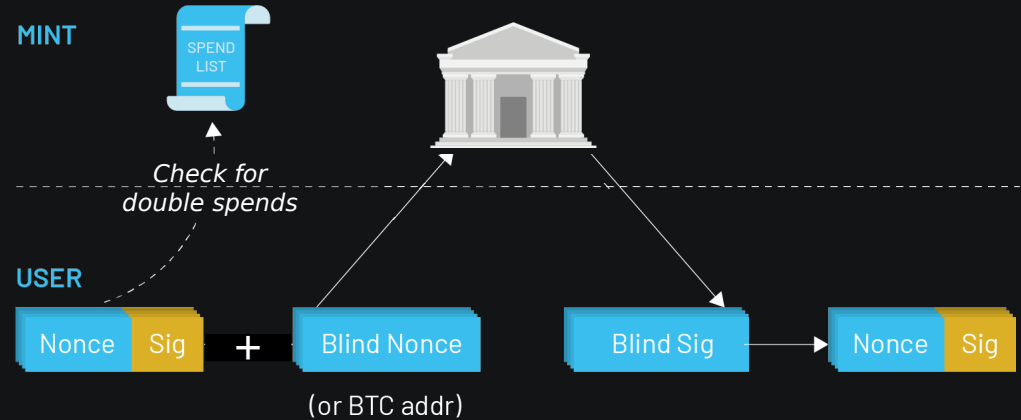 MINT
SPEND
LIST
Check for
double spends
USER
Nonce Sig + Blind Nonce Blind Sig Nonce Sig
(or BTC addr)